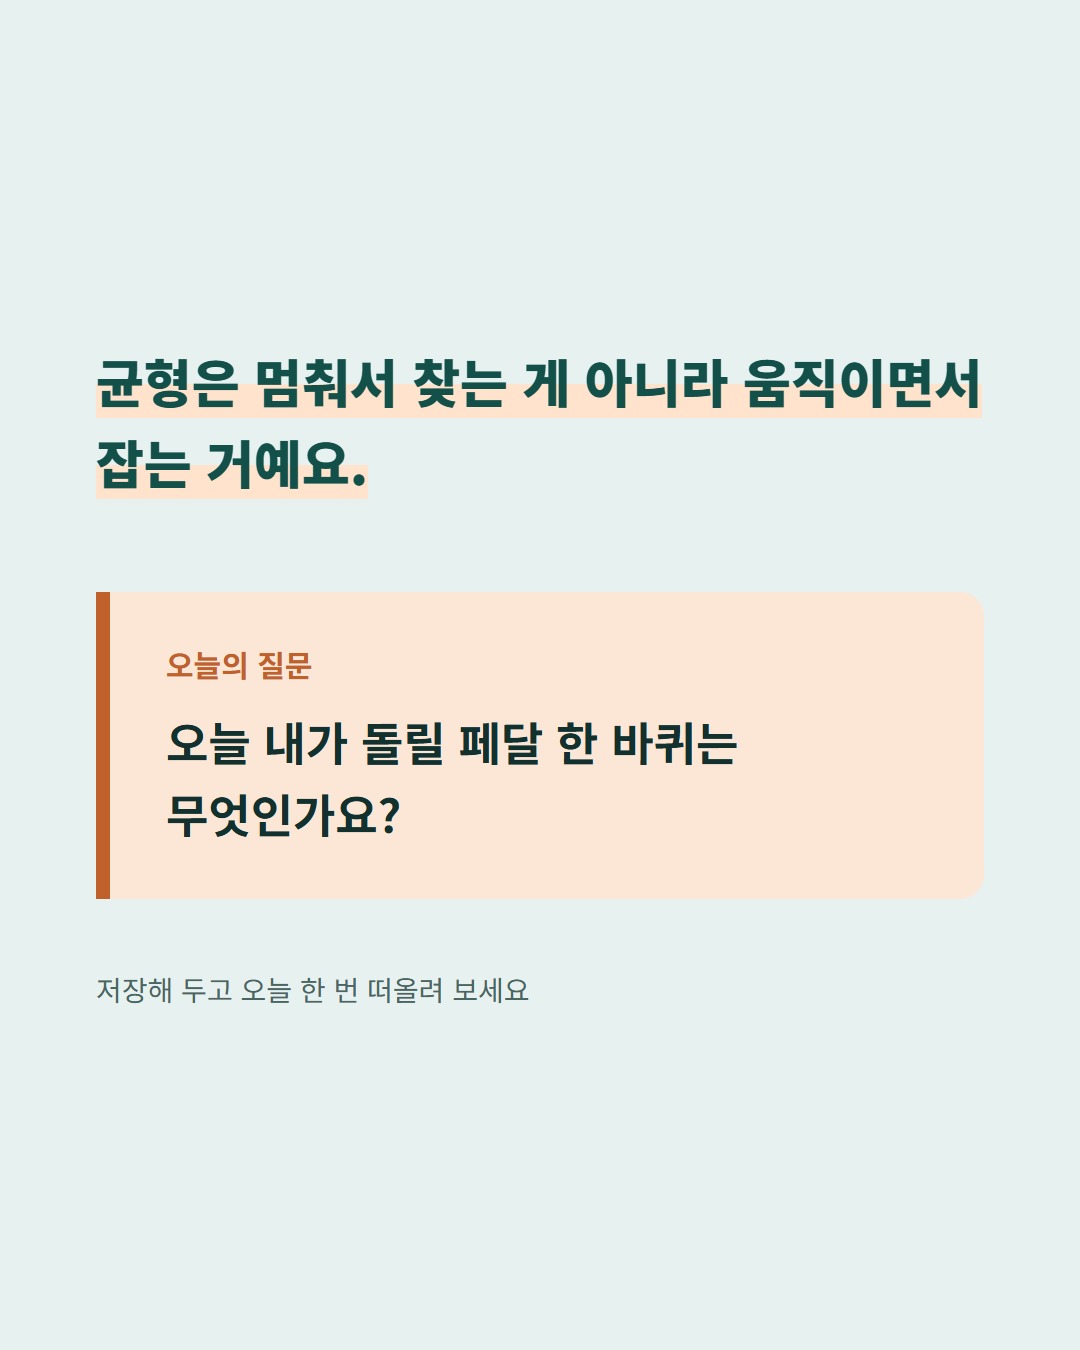 균형은 멈춰서 찾는 게 아니라 움직이면서
잡는 거예요.
오늘의 질문
오늘 내가 돌릴 페달 한 바퀴는
무엇인가요?
저장해 두고 오늘 한 번 떠올려 보세요